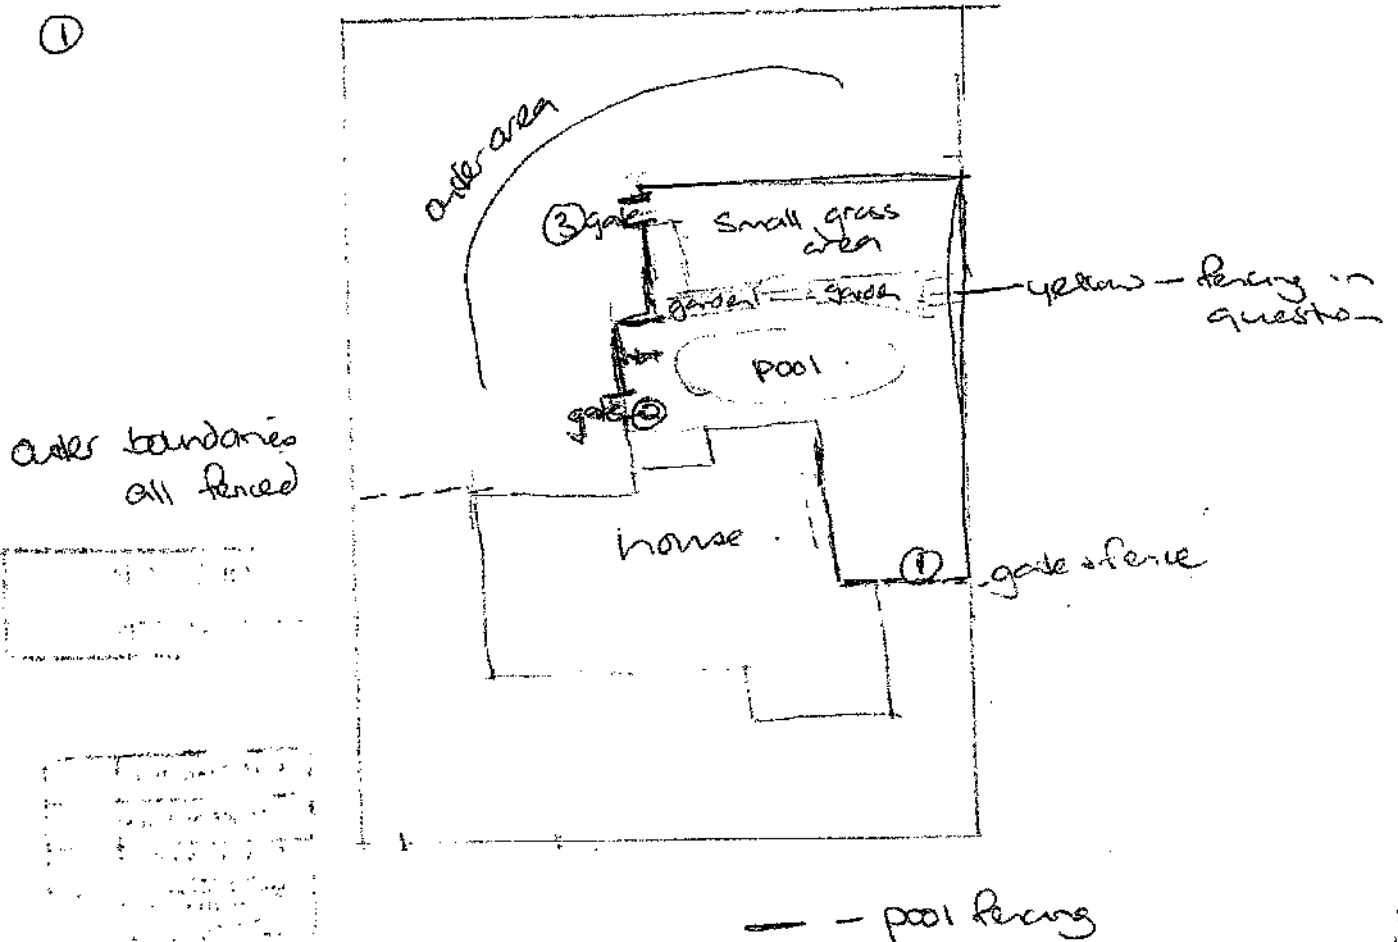 ①
outer area
③ gate
small grass
area
garden garden
yellow - fencing in
question
pool
gate ②
outer boundaries
all fenced
house
①
gate + fence
- pool fencing